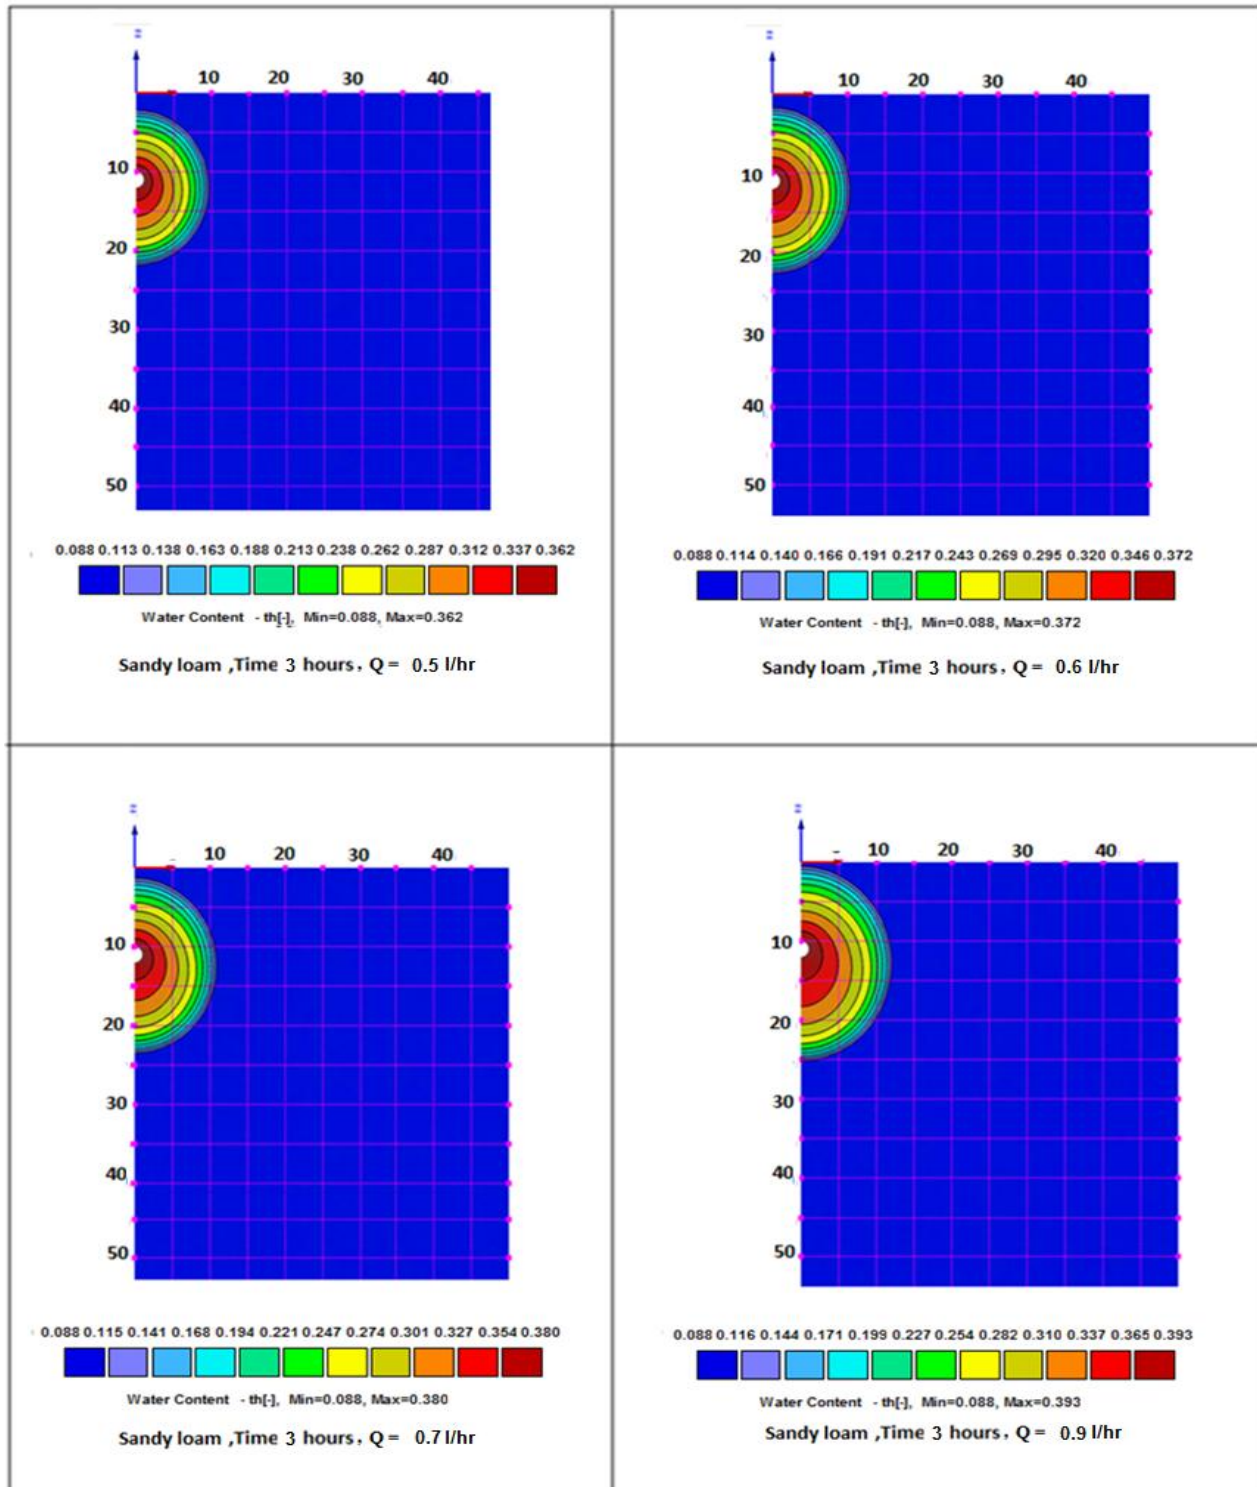 10 20 30 40
10
20
30
40
50
0.088 0.113 0.138 0.163 0.188 0.213 0.238 0.262 0.287 0.312 0.337 0.362
Water Content - th[-], Min=0.088, Max=0.362
Sandy loam ,Time 3 hours, Q = 0.5 l/hr
10 20 30 40
10
20
30
40
50
0.088 0.114 0.140 0.166 0.191 0.217 0.243 0.269 0.295 0.320 0.346 0.372
Water Content - th[-], Min=0.088, Max=0.372
Sandy loam ,Time 3 hours, Q = 0.6 l/hr
10 20 30 40
10
20
30
40
50
0.088 0.115 0.141 0.168 0.194 0.221 0.247 0.274 0.301 0.327 0.354 0.380
Water Content - th[-], Min=0.088, Max=0.380
Sandy loam ,Time 3 hours, Q = 0.7 l/hr
10 20 30 40
10
20
30
40
50
0.088 0.116 0.144 0.171 0.199 0.227 0.254 0.282 0.310 0.337 0.365 0.393
Water Content - th[-], Min=0.088, Max=0.393
Sandy loam ,Time 3 hours, Q = 0.9 l/hr